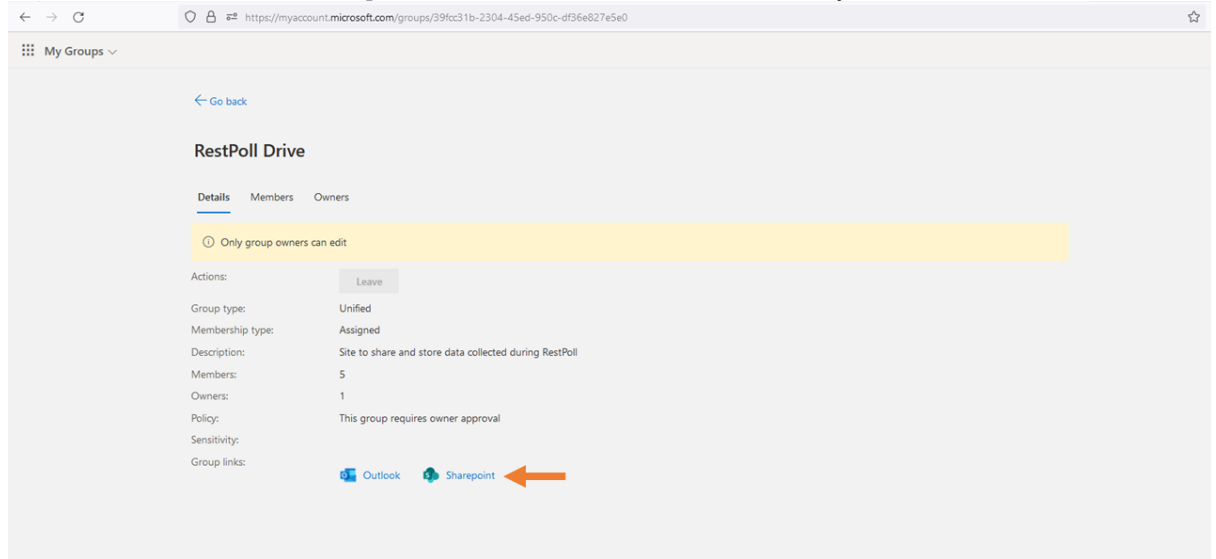 https://myaccount.microsoft.com/groups/39fcc31b-2304-45ed-950c-df36e827e5e0
My Groups
Go back
RestPoll Drive
Details Members Owners
Only group owners can edit
Actions: Leave
Group type: Unified
Membership type: Assigned
Description: Site to share and store data collected during RestPoll
Members: 5
Owners: 1
Policy: This group requires owner approval
Sensitivity:
Group links: Outlook Sharepoint